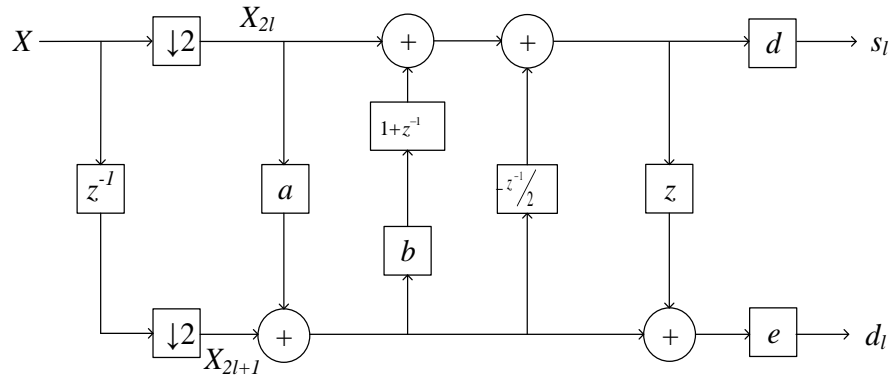 X
↓2
X₂ₗ
+
+
d
sₗ
1+z⁻¹
z⁻¹
a
-z⁻¹/2
z
b
↓2
X₂ₗ₊₁
+
+
e
dₗ